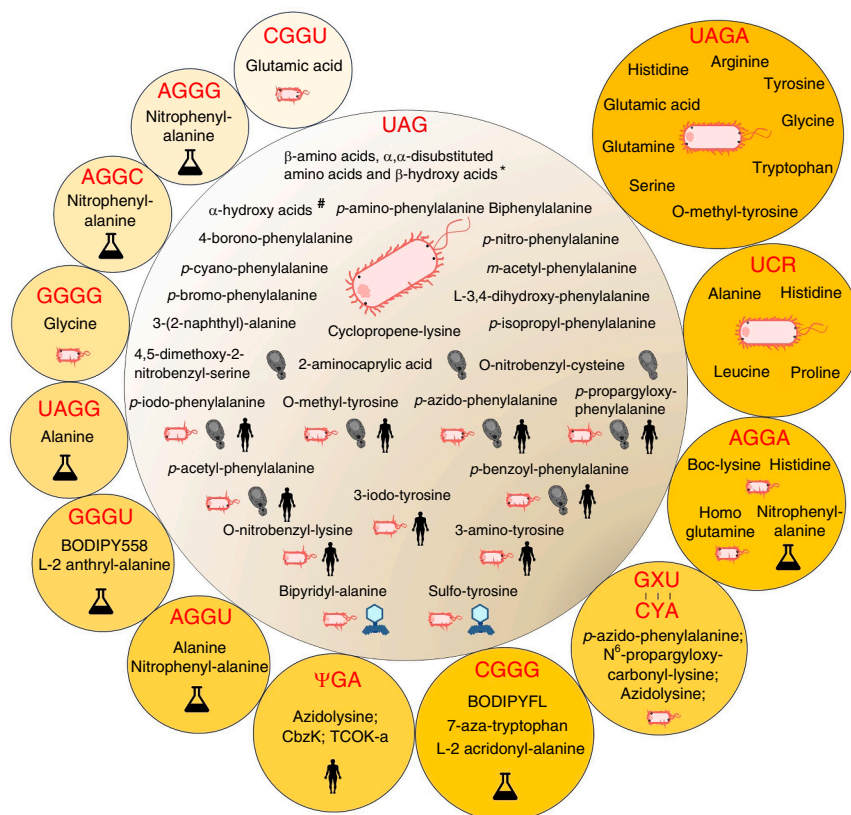 CGGU
Glutamic acid
AGGG
Nitrophenyl-
alanine
AGGC
Nitrophenyl-
alanine
GGGG
Glycine
UAGG
Alanine
GGGU
BODIPY558
L-2 anthryl-alanine
AGGU
Alanine
Nitrophenyl-alanine
ΨGA
Azidolysine;
CbzK; TCOK-a
CGGG
BODIPYFL
7-aza-tryptophan
L-2 acridonyl-alanine
GXU
CYA
p-azido-phenylalanine;
N⁶-propargyloxy-
carbonyl-lysine;
Azidolysine;
AGGA
Boc-lysine Histidine
Homo
glutamine
Nitrophenyl-
alanine
UCR
Alanine Histidine
Leucine Proline
UAGA
Histidine Arginine
Tyrosine
Glutamic acid
Glycine
Glutamine
Tryptophan
Serine
O-methyl-tyrosine
UAG
β-amino acids, α,α-disubstituted
amino acids and β-hydroxy acids *
α-hydroxy acids # p-amino-phenylalanine Biphenylalanine
4-borono-phenylalanine p-nitro-phenylalanine
p-cyano-phenylalanine m-acetyl-phenylalanine
p-bromo-phenylalanine L-3,4-dihydroxy-phenylalanine
3-(2-naphthyl)-alanine p-isopropyl-phenylalanine
Cyclopropene-lysine
4,5-dimethoxy-2-
nitrobenzyl-serine
2-aminocaprylic acid O-nitrobenzyl-cysteine
p-iodo-phenylalanine O-methyl-tyrosine p-azido-phenylalanine
p-propargyloxy-
phenylalanine
p-acetyl-phenylalanine p-benzoyl-phenylalanine
3-iodo-tyrosine
O-nitrobenzyl-lysine 3-amino-tyrosine
Bipyridyl-alanine Sulfo-tyrosine